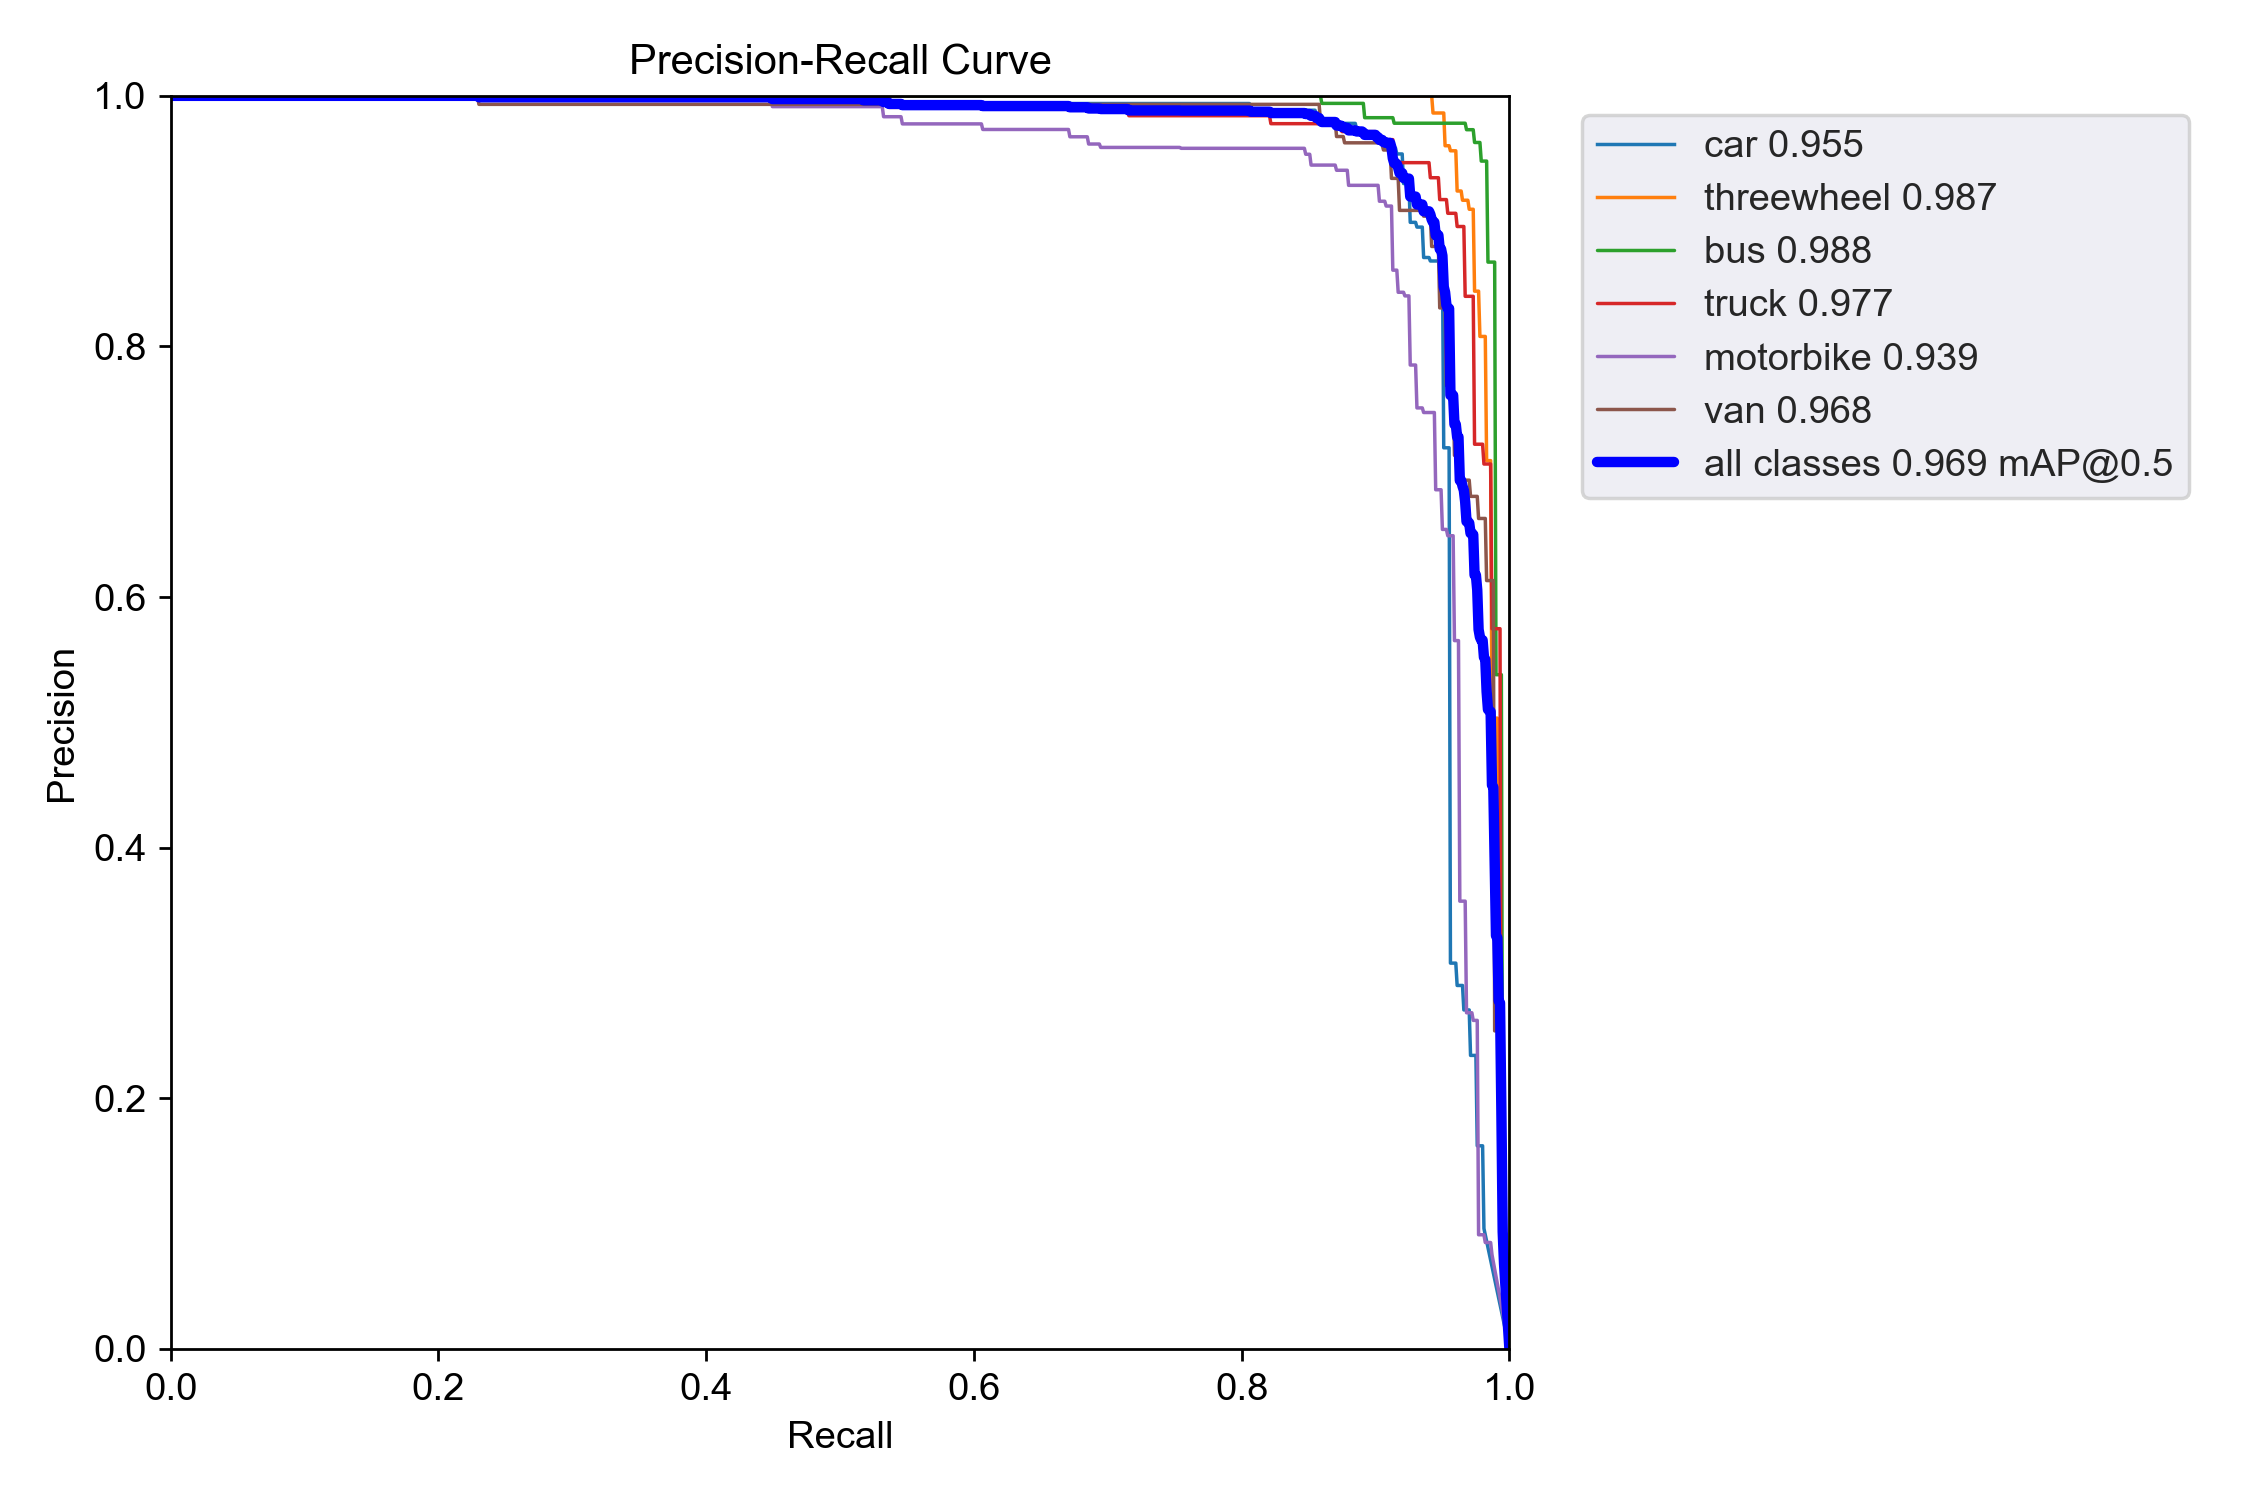 Precision-Recall Curve
1.0
0.8
0.6
0.4
0.2
0.0
Precision
0.0 0.2 0.4 0.6 0.8 1.0
Recall
car 0.955
threewheel 0.987
bus 0.988
truck 0.977
motorbike 0.939
van 0.968
all classes 0.969 mAP@0.5